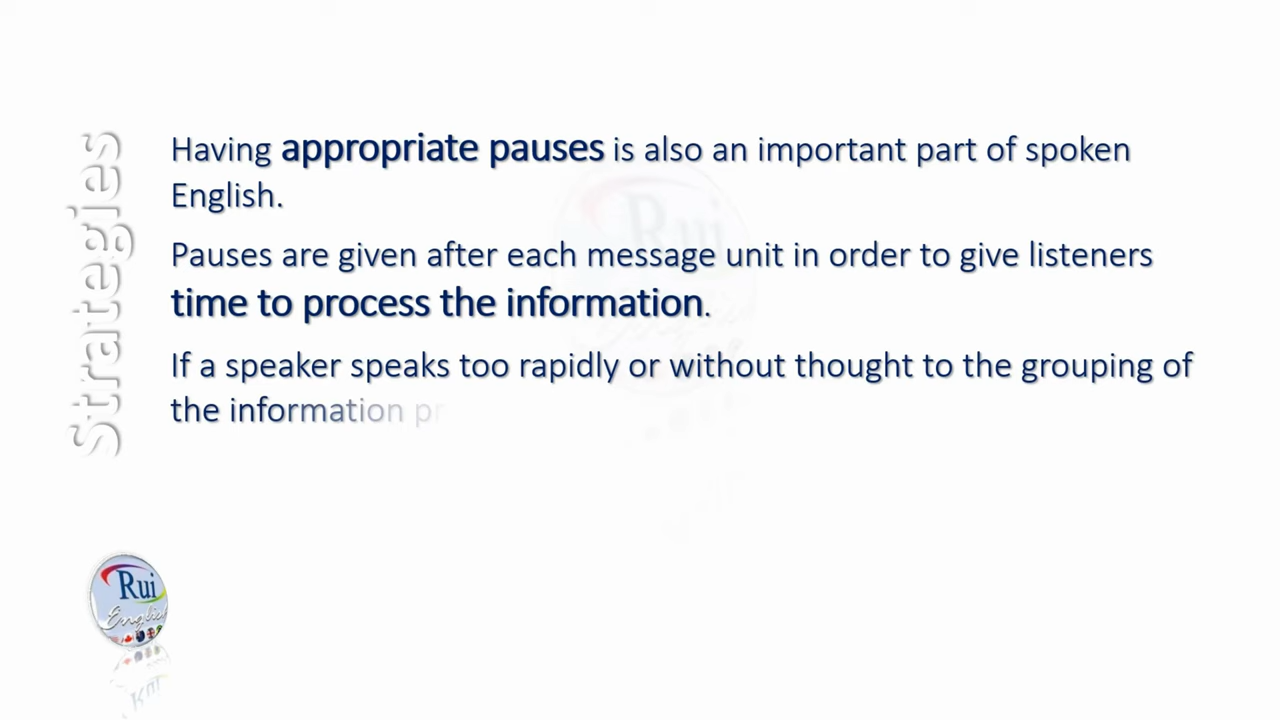 Strategies
Having appropriate pauses is also an important part of spoken
English.
Pauses are given after each message unit in order to give listeners
time to process the information.
If a speaker speaks too rapidly or without thought to the grouping of
the information
Rui
English